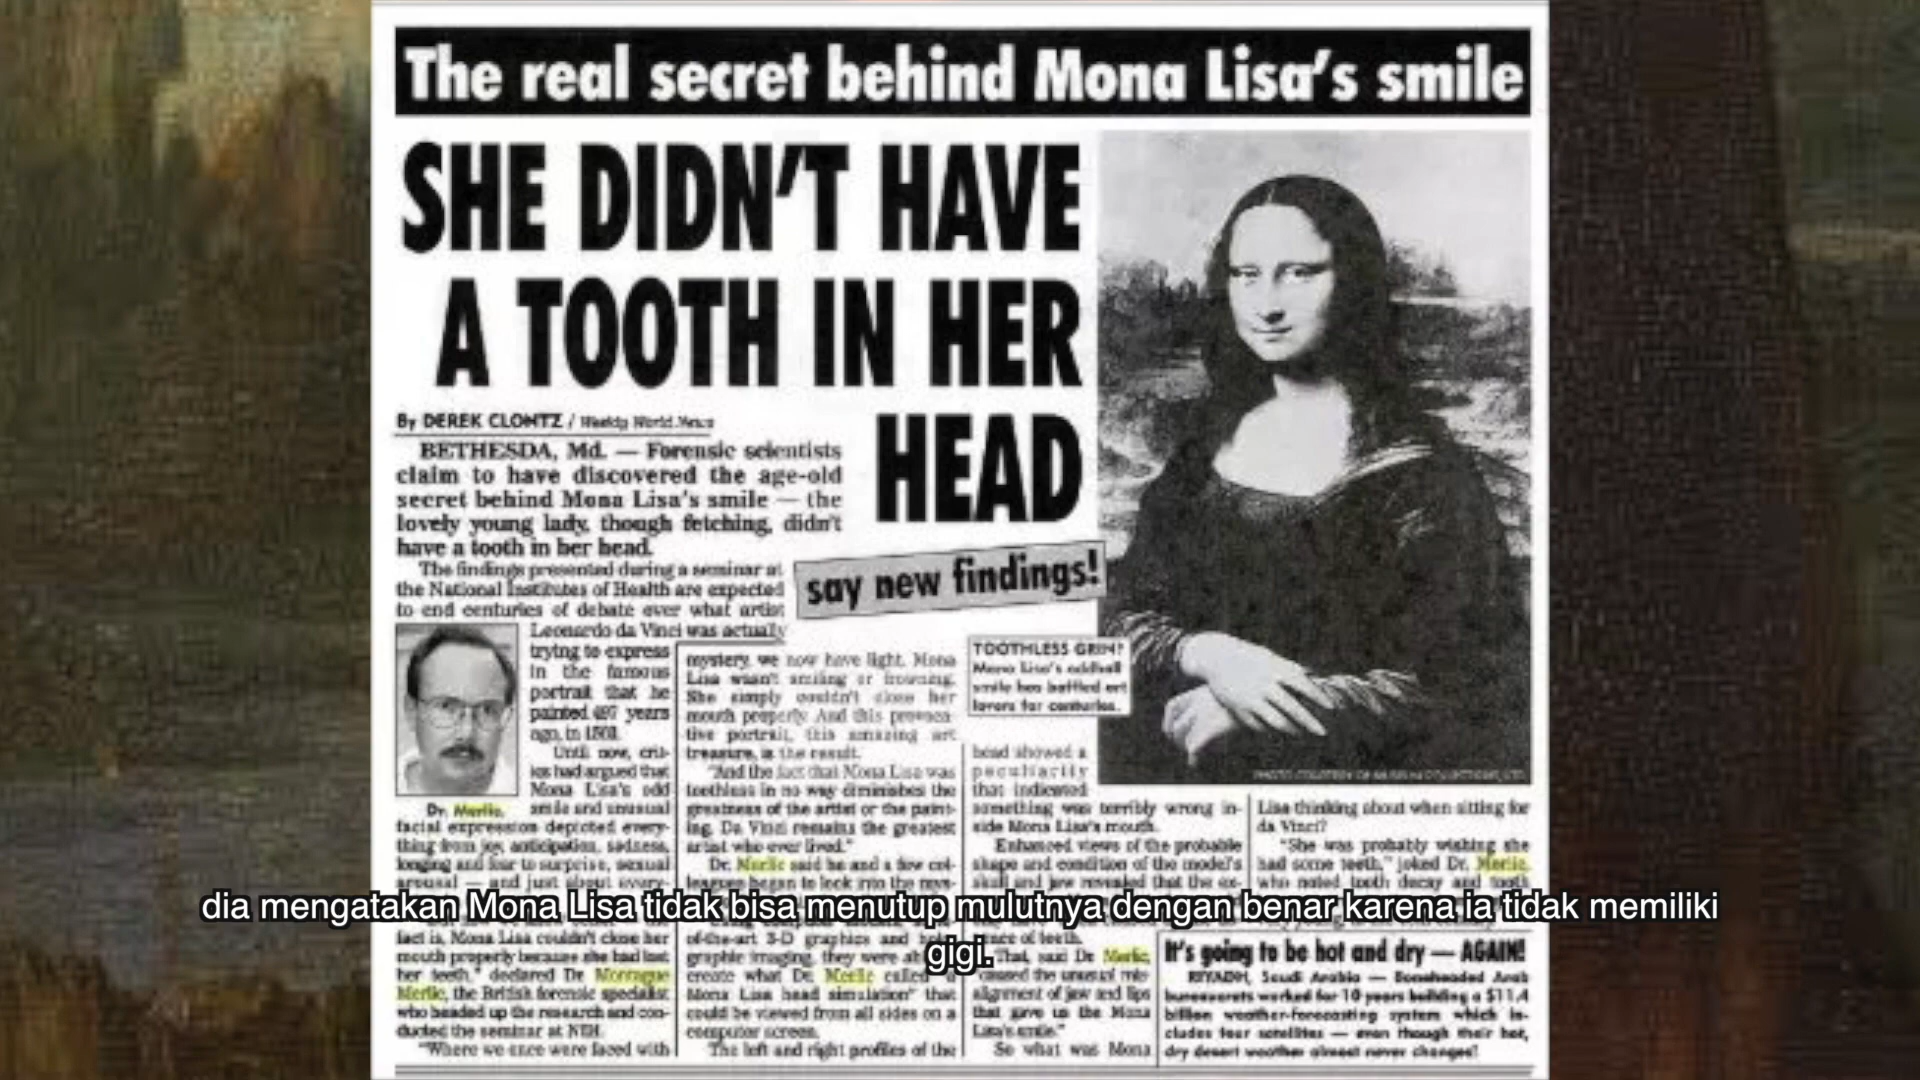 The real secret behind Mona Lisa's smile
SHE DIDN'T HAVE
A TOOTH IN HER
HEAD
say new findings!
By DEREK CLONTZ / Weekly World News
BETHESDA, Md. — Forensic scientists
claim to have discovered the age-old
secret behind Mona Lisa's smile — the
lovely young lady, though fetching, didn't
have a tooth in her head.
The findings presented during a seminar at
the National Institutes of Health are expected
to end centuries of debate over what artist
Leonardo da Vinci was actually
trying to express
in the famous
portrait that he
painted years
ago, in
Until now, crit-
ics had argued that
Mona Lisa's odd
Dr. Merlic.
smile and unusual
facial expression depicted every-
thing from joy, anticipation, sadness,
longing and fear to surprise, sexual
arousal — and just about every-
fact is, Mona Lisa couldn't close her
mouth properly because she had lost
her teeth," declared Dr. Montague
Merlic, the British forensic specialist
who headed up the research and con-
ducted the seminar at NIH.
"Where we once were faced with
mystery, we now have light. Mona
Lisa wasn't smiling or frowning.
She simply couldn't close her
mouth properly. And this provoca-
tive portrait, this amazing art
treasure, is the result.
"And the fact that Mona Lisa was
toothless in no way diminishes the
greatness of the artist or the paint-
ing. Da Vinci remains the greatest
artist who ever lived."
Dr. Merlic said he and a few col-
leagues began to look into the mys-
of-the-art 3-D graphics and
graphic imaging, they were
create what Dr. Merlic called
Mona Lisa head simulation" that
could be viewed from all sides on a
computer screen.
The left and right profiles of the
TOOTHLESS GRIN?
Mona Lisa's oddball
smile has baffled art
lovers for centuries.
head showed a
peculiarity
that indicated
something was terribly wrong in-
side Mona Lisa's mouth.
Enhanced views of the probable
shape and condition of the model's
skull and jaw revealed that the
of teeth.
That, said Dr. Merlic,
caused the unusual mis-
alignment of jaw and lips
that gave us the Mona
Lisa's smile."
So what was Mona
Lisa thinking about when sitting for
da Vinci?
"She was probably wishing she
had some teeth," joked Dr. Merlic,
who noted tooth decay and tooth
It's going to be hot and dry — AGAIN!
RIYADH, Saudi Arabia — Boneheaded Arab
bureaucrats worked for 10 years building a $11.4
billion weather-forecasting system which in-
cludes four satellites — even though their hot,
dry desert weather almost never changes!
dia mengatakan Mona Lisa tidak bisa menutup mulutnya dengan benar karena ia tidak memiliki
gigi.